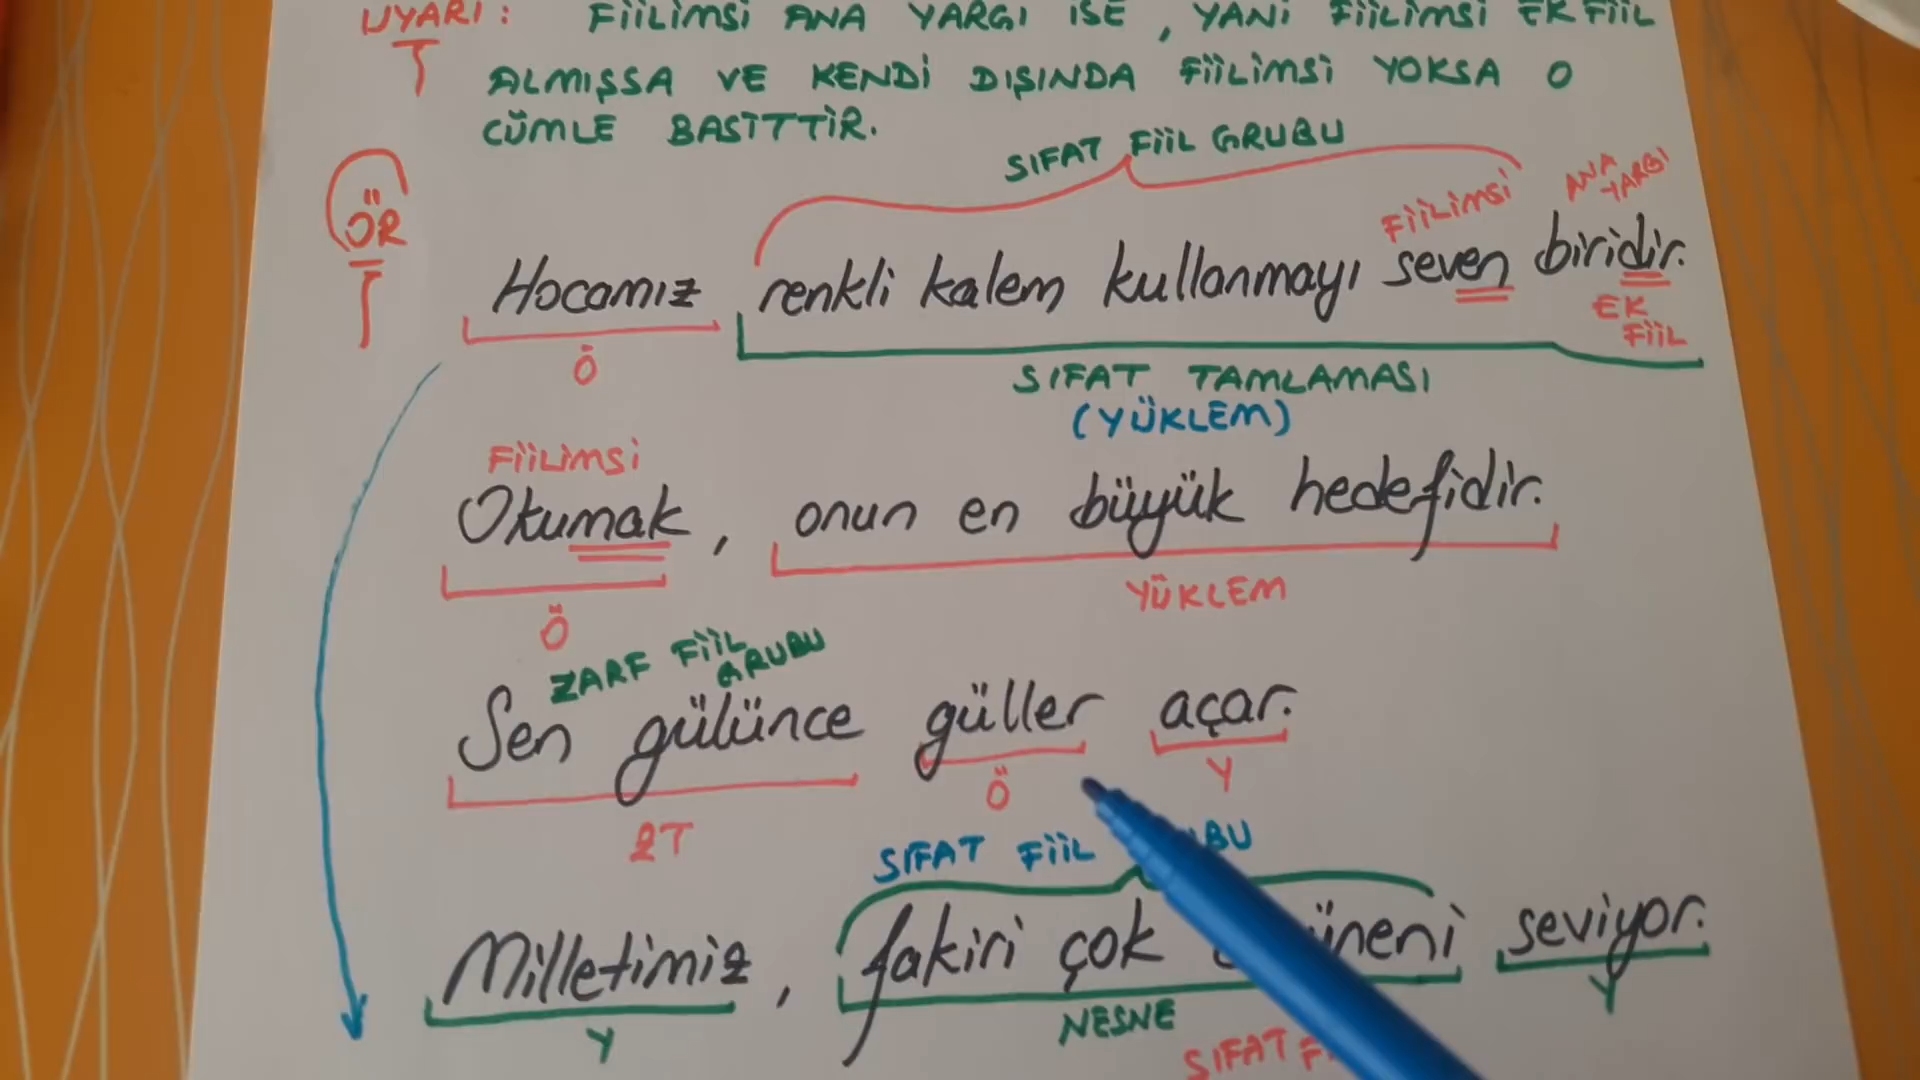 UYARI : FİİLİMSİ ANA YARGI İSE , YANİ FİİLİMSİ EK FİİL
ALMIŞSA VE KENDİ DIŞINDA FİİLİMSİ YOKSA O
CÜMLE BASİTTİR.
SIFAT FİİL GRUBU
ÖR
FİİLİMSİ
ANA YARGI
Hocamız renkli kalem kullanmayı seven biridir.
Ö
EK FİİL
SIFAT TAMLAMASI
(YÜKLEM)
FİİLİMSİ
Okumak , onun en büyük hedefidir.
Ö
YÜKLEM
ZARF FİİL GRUBU
Sen gülünce güller açar.
ZT
Ö
Y
SIFAT FİİL
Milletimiz , fakiri çok seviyor.
Y
NESNE
Y
SIFAT